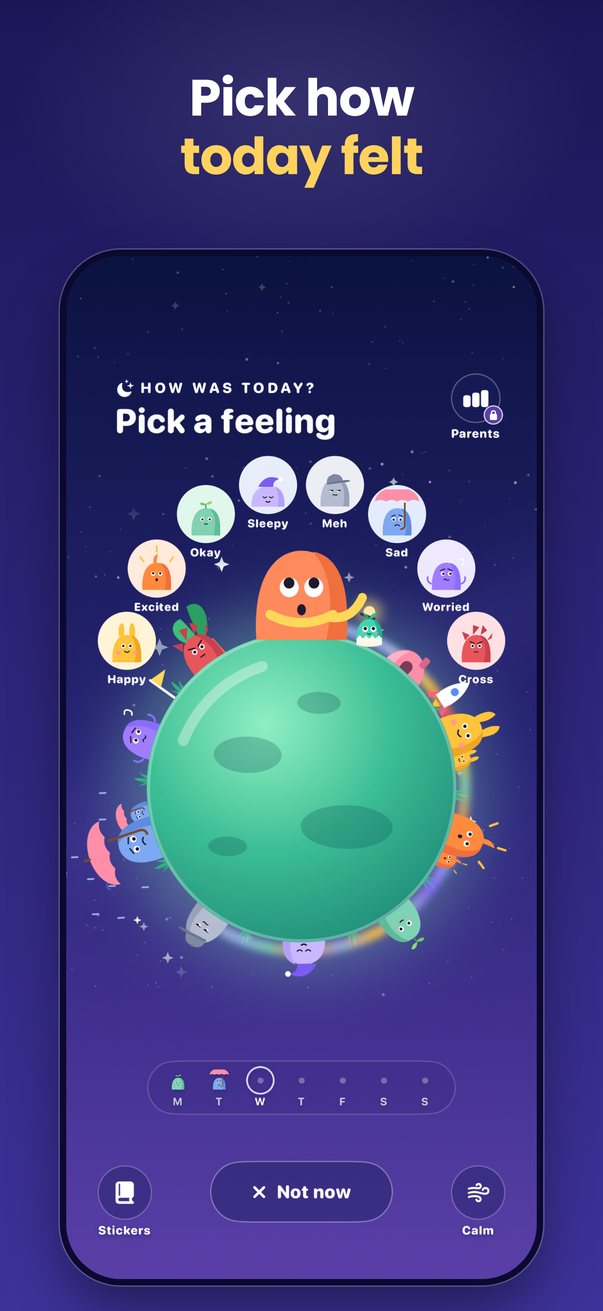 Pick how
today felt
HOW WAS TODAY?
Pick a feeling
Parents
Sleepy
Meh
Okay
Sad
Excited
Worried
Happy
Cross
M T W T F S S
Not now
Stickers
Calm